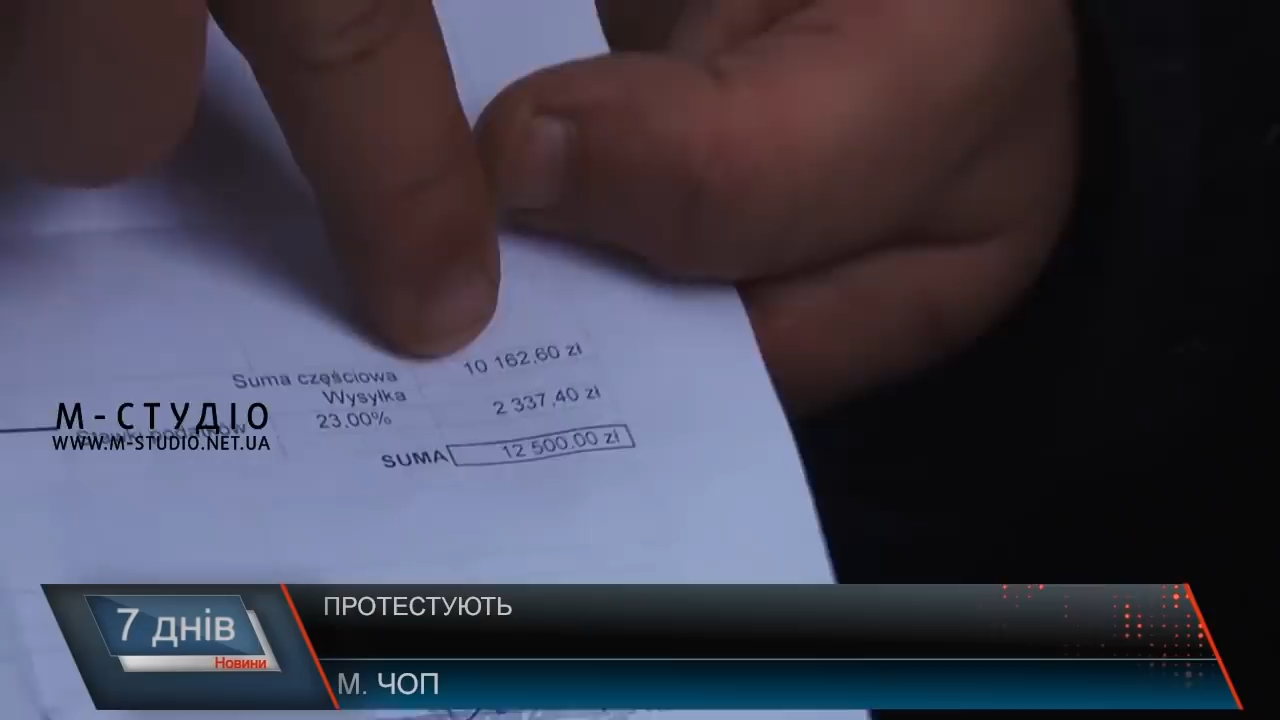 Suma częściowa 10 162,60 zł
Wysyłka
23,00% 2 337,40 zł
SUMA 12 500,00 zł
М-СТУДІО
WWW.M-STUDIO.NET.UA
7 днів
Новини
ПРОТЕСТУЮТЬ
М. ЧОП